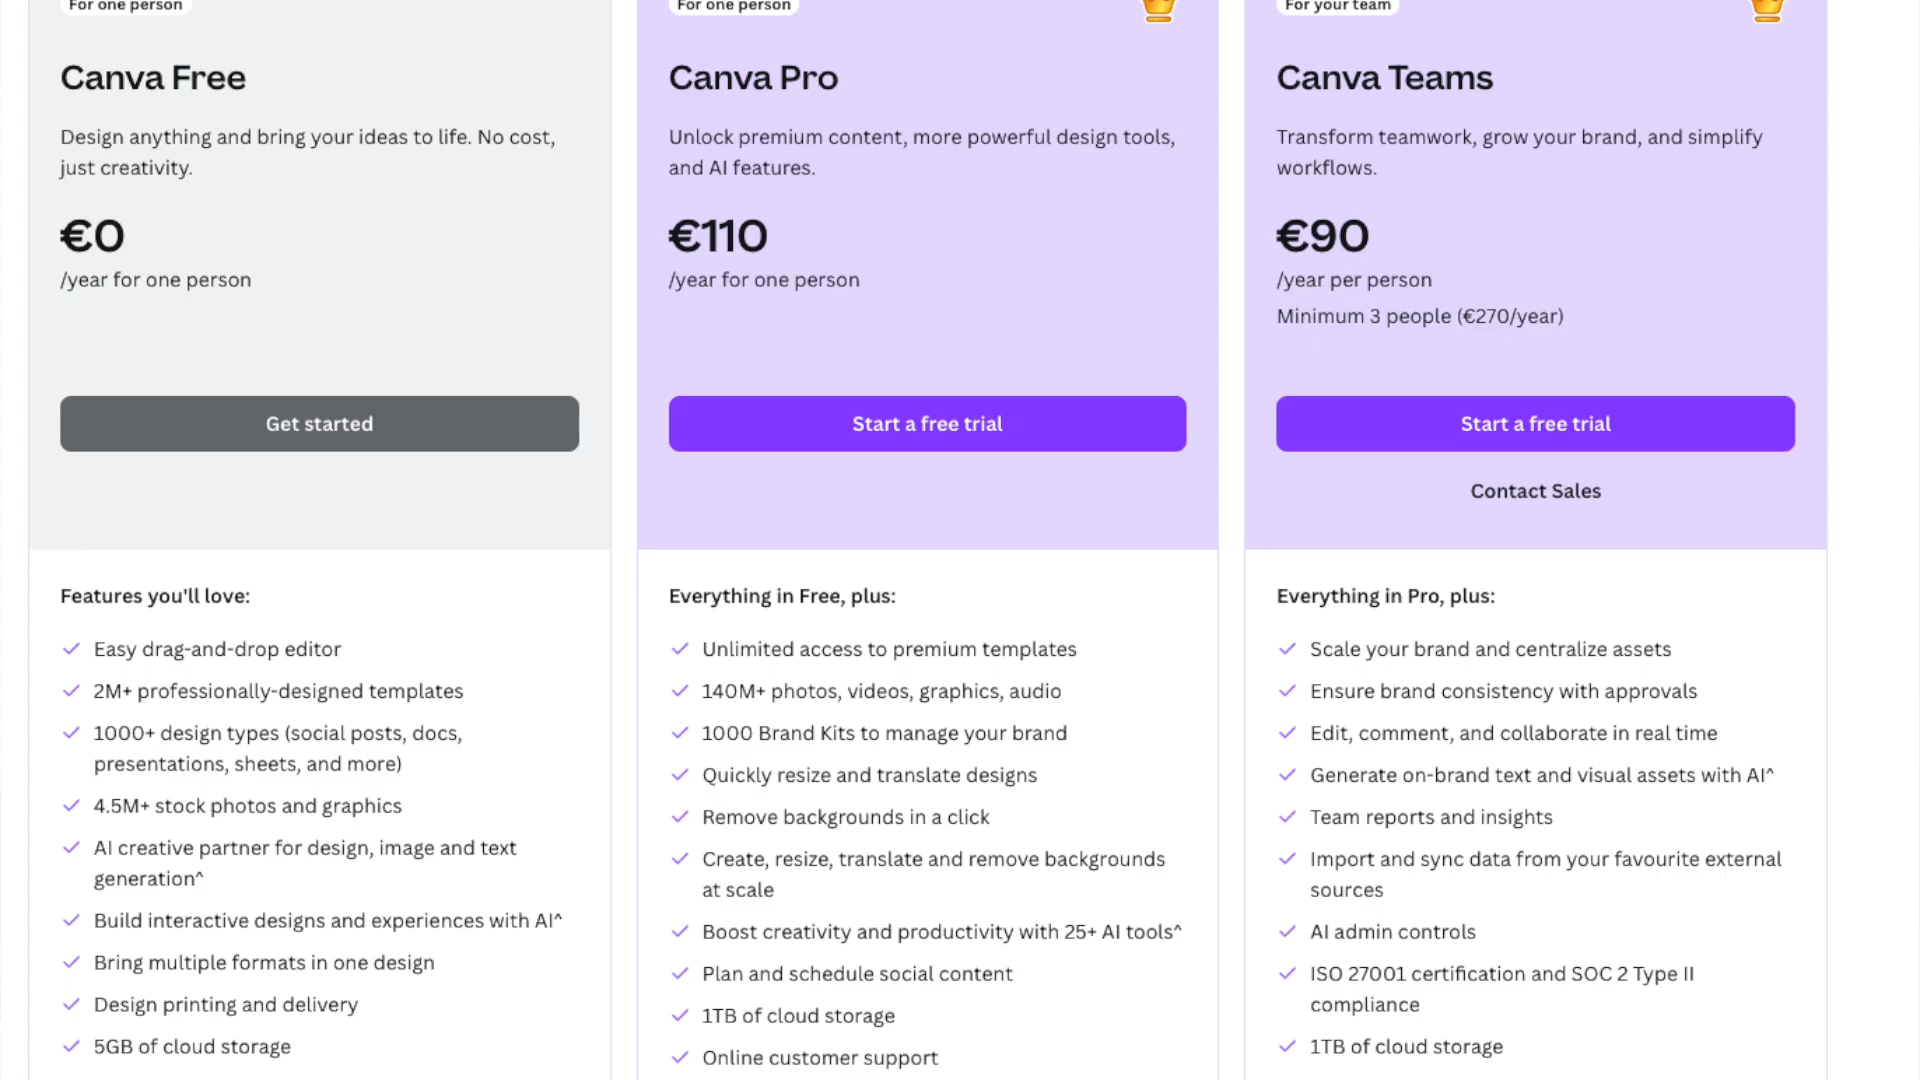 For one person
Canva Free
Design anything and bring your ideas to life. No cost,
just creativity.
€0
/year for one person
Get started
Features you'll love:
Easy drag-and-drop editor
2M+ professionally-designed templates
1000+ design types (social posts, docs,
presentations, sheets, and more)
4.5M+ stock photos and graphics
AI creative partner for design, image and text
generation^
Build interactive designs and experiences with AI^
Bring multiple formats in one design
Design printing and delivery
5GB of cloud storage
For one person
Canva Pro
Unlock premium content, more powerful design tools,
and AI features.
€110
/year for one person
Start a free trial
Everything in Free, plus:
Unlimited access to premium templates
140M+ photos, videos, graphics, audio
1000 Brand Kits to manage your brand
Quickly resize and translate designs
Remove backgrounds in a click
Create, resize, translate and remove backgrounds
at scale
Boost creativity and productivity with 25+ AI tools^
Plan and schedule social content
1TB of cloud storage
Online customer support
For your team
Canva Teams
Transform teamwork, grow your brand, and simplify
workflows.
€90
/year per person
Minimum 3 people (€270/year)
Start a free trial
Contact Sales
Everything in Pro, plus:
Scale your brand and centralize assets
Ensure brand consistency with approvals
Edit, comment, and collaborate in real time
Generate on-brand text and visual assets with AI^
Team reports and insights
Import and sync data from your favourite external
sources
AI admin controls
ISO 27001 certification and SOC 2 Type II
compliance
1TB of cloud storage